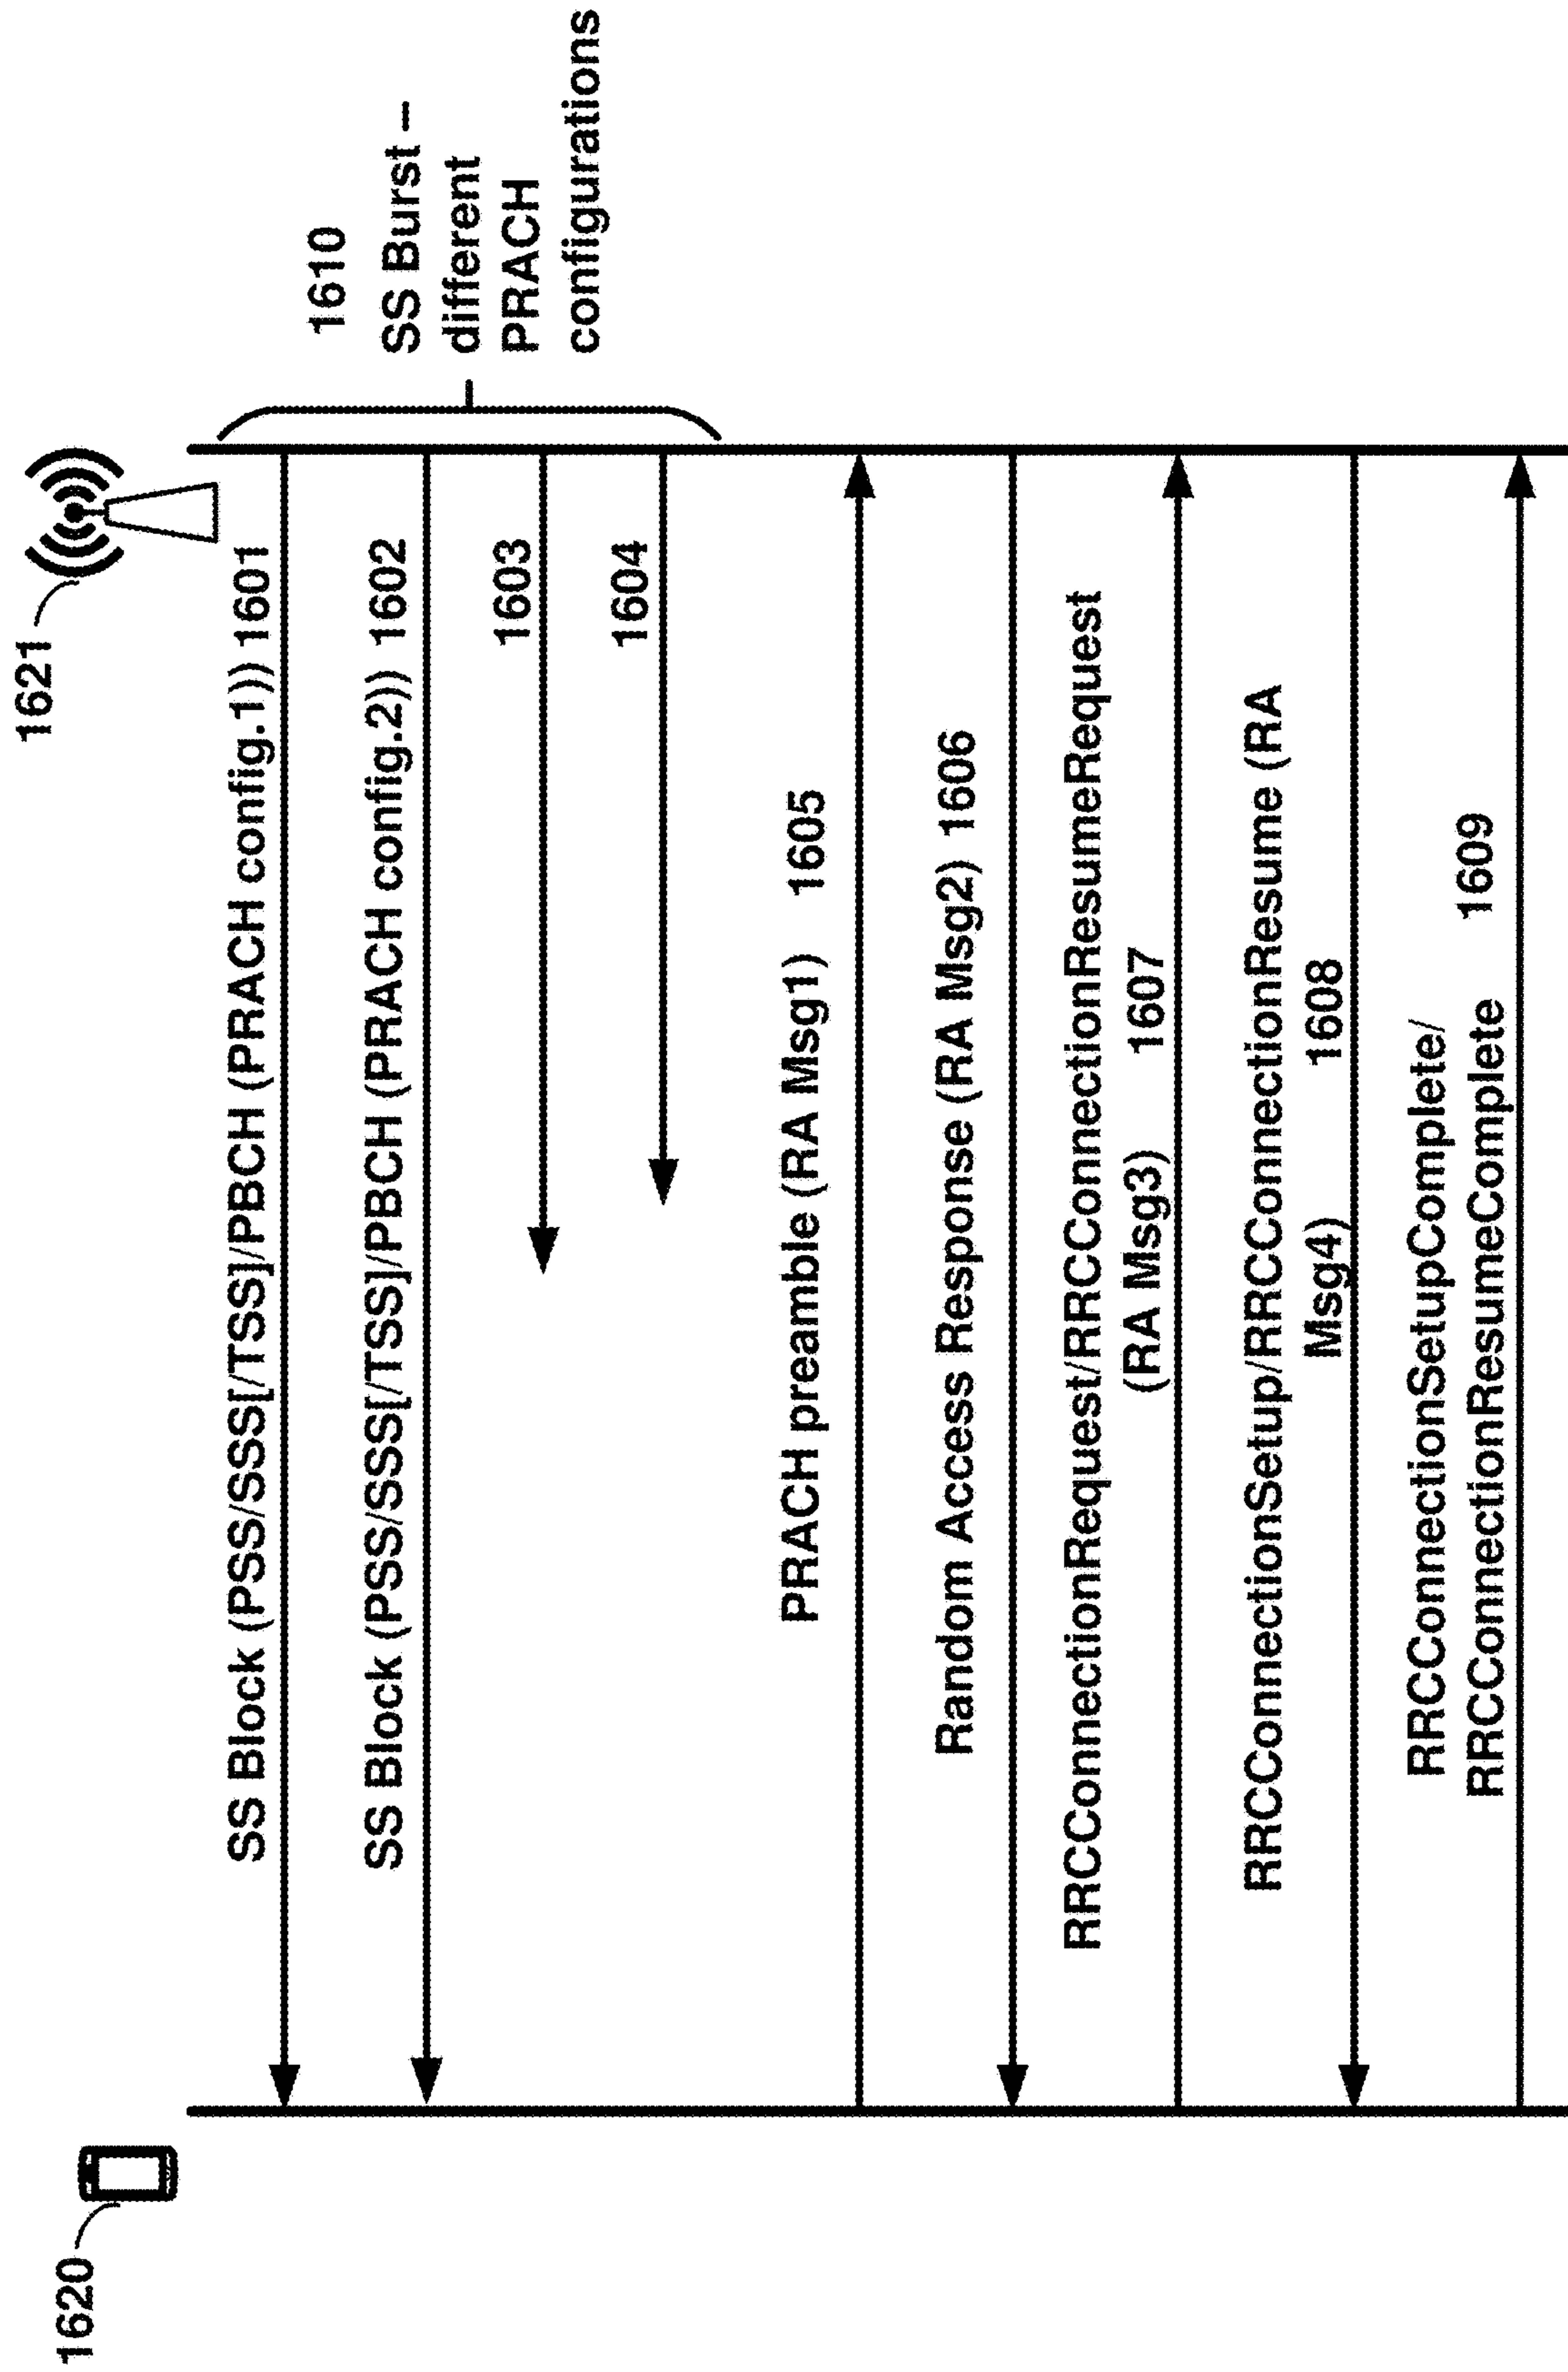 1620
1621
SS Block (PSS/SSS[/TSS]/PBCH (PRACH config.1)) 1601
SS Block (PSS/SSS[/TSS]/PBCH (PRACH config.2)) 1602
1603
1604
1610
SS Burst –
different
PRACH
configurations
PRACH preamble (RA Msg1) 1605
Random Access Response (RA Msg2) 1606
RRCConnectionRequest/RRCConnectionResumeRequest
(RA Msg3) 1607
RRCConnectionSetup/RRCConnectionResume (RA
Msg4) 1608
RRCConnectionSetupComplete/
RRCConnectionResumeComplete 1609